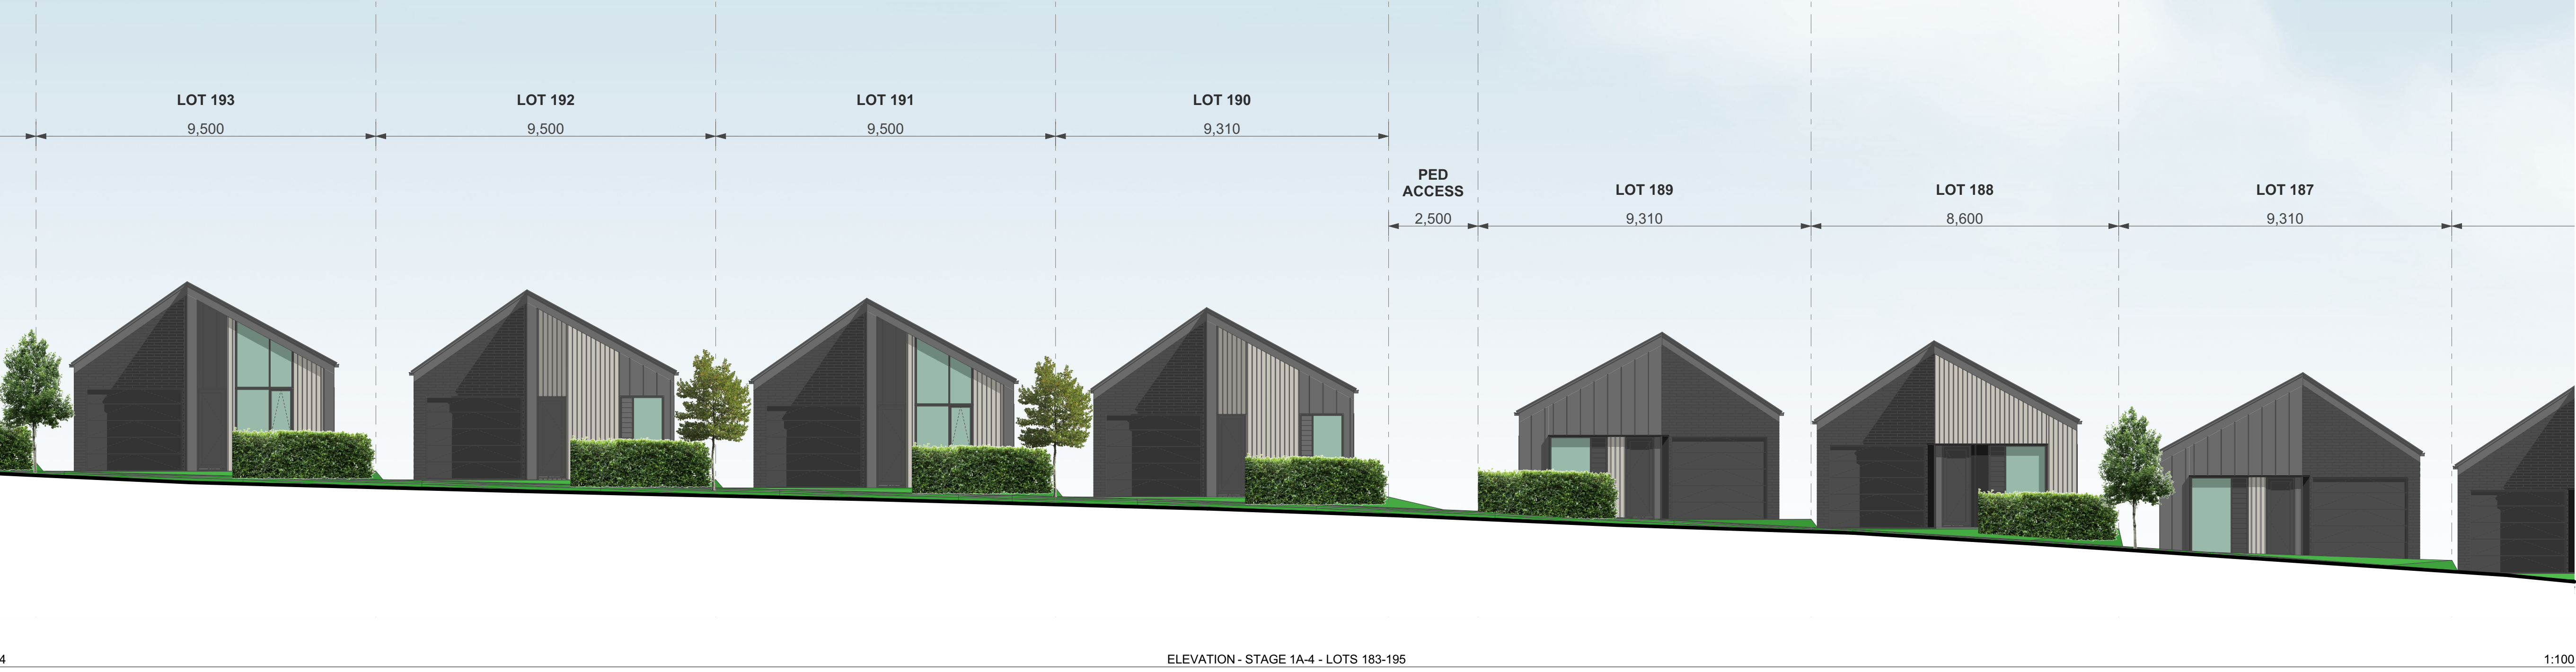 LOT 193
9,500
LOT 192
9,500
LOT 191
9,500
LOT 190
9,310
PED
ACCESS
2,500
LOT 189
9,310
LOT 188
8,600
LOT 187
9,310
4
ELEVATION - STAGE 1A-4 - LOTS 183-195
1:100